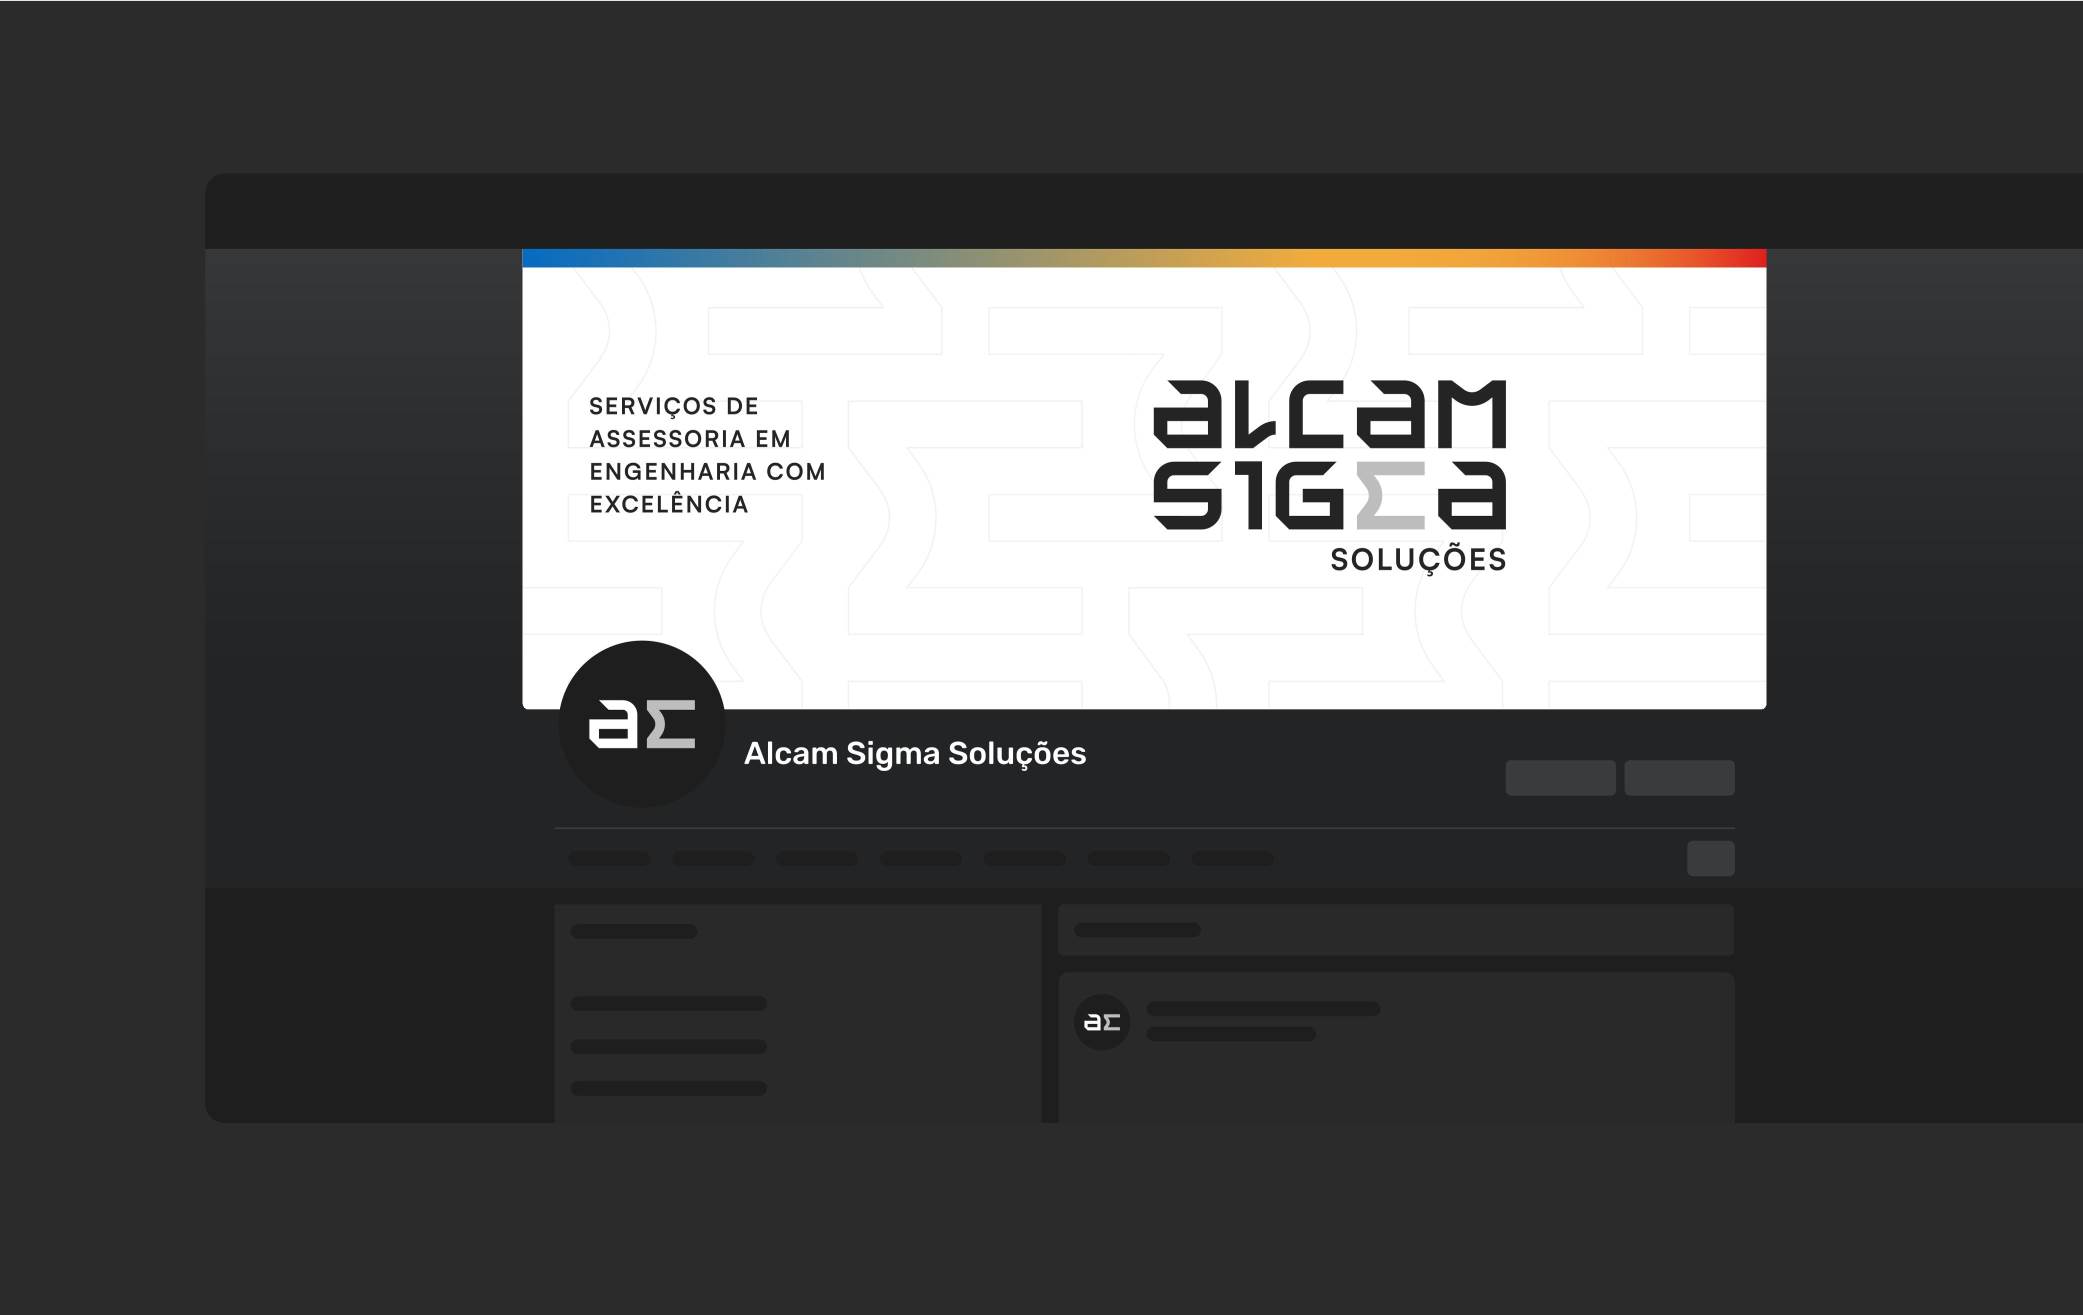 SERVIÇOS DE
ASSESSORIA EM
ENGENHARIA COM
EXCELÊNCIA
alcam
SIGΣa
SOLUÇÕES
aΣ
Alcam Sigma Soluções
aΣ